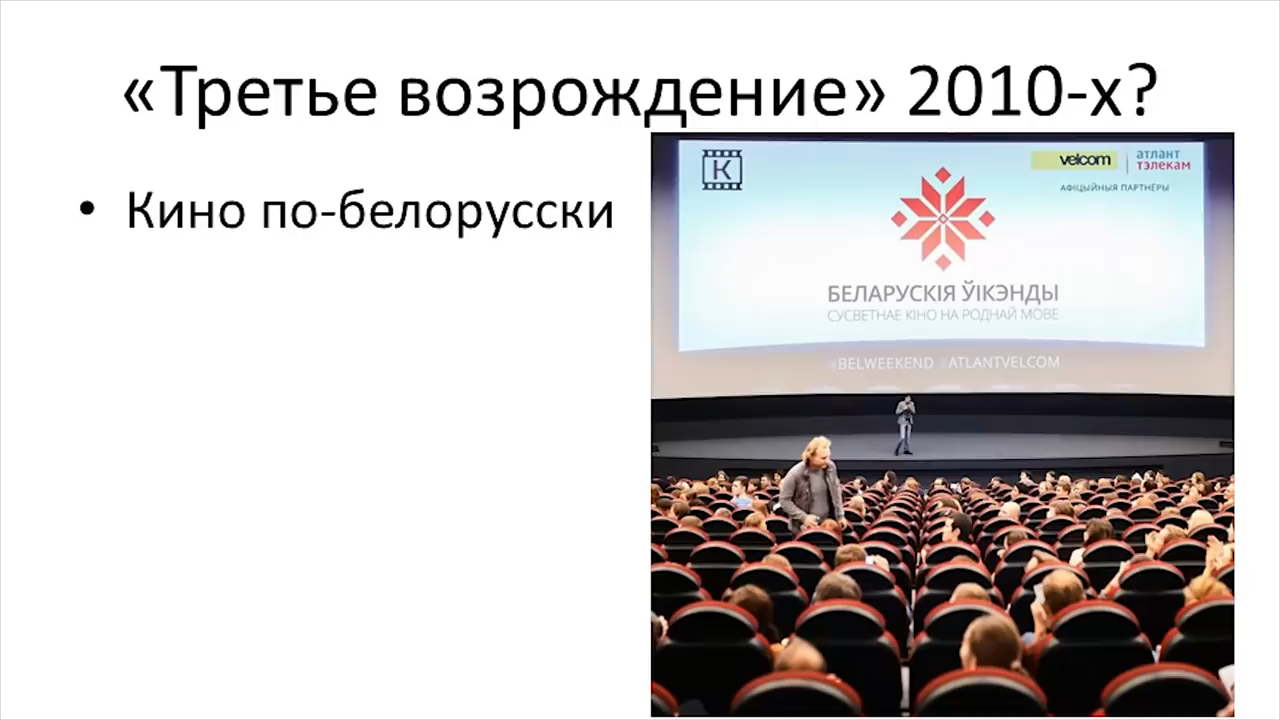 «Третье возрождение» 2010-х?
• Кино по-белорусски
K
velcom
атлант
тэлекам
АФІЦЫЙНЫЯ ПАРТНЁРЫ
БЕЛАРУСКІЯ ЎІКЭНДЫ
СУСВЕТНАЕ КІНО НА РОДНАЙ МОВЕ
#BELWEEKEND #ATLANTVELCOM